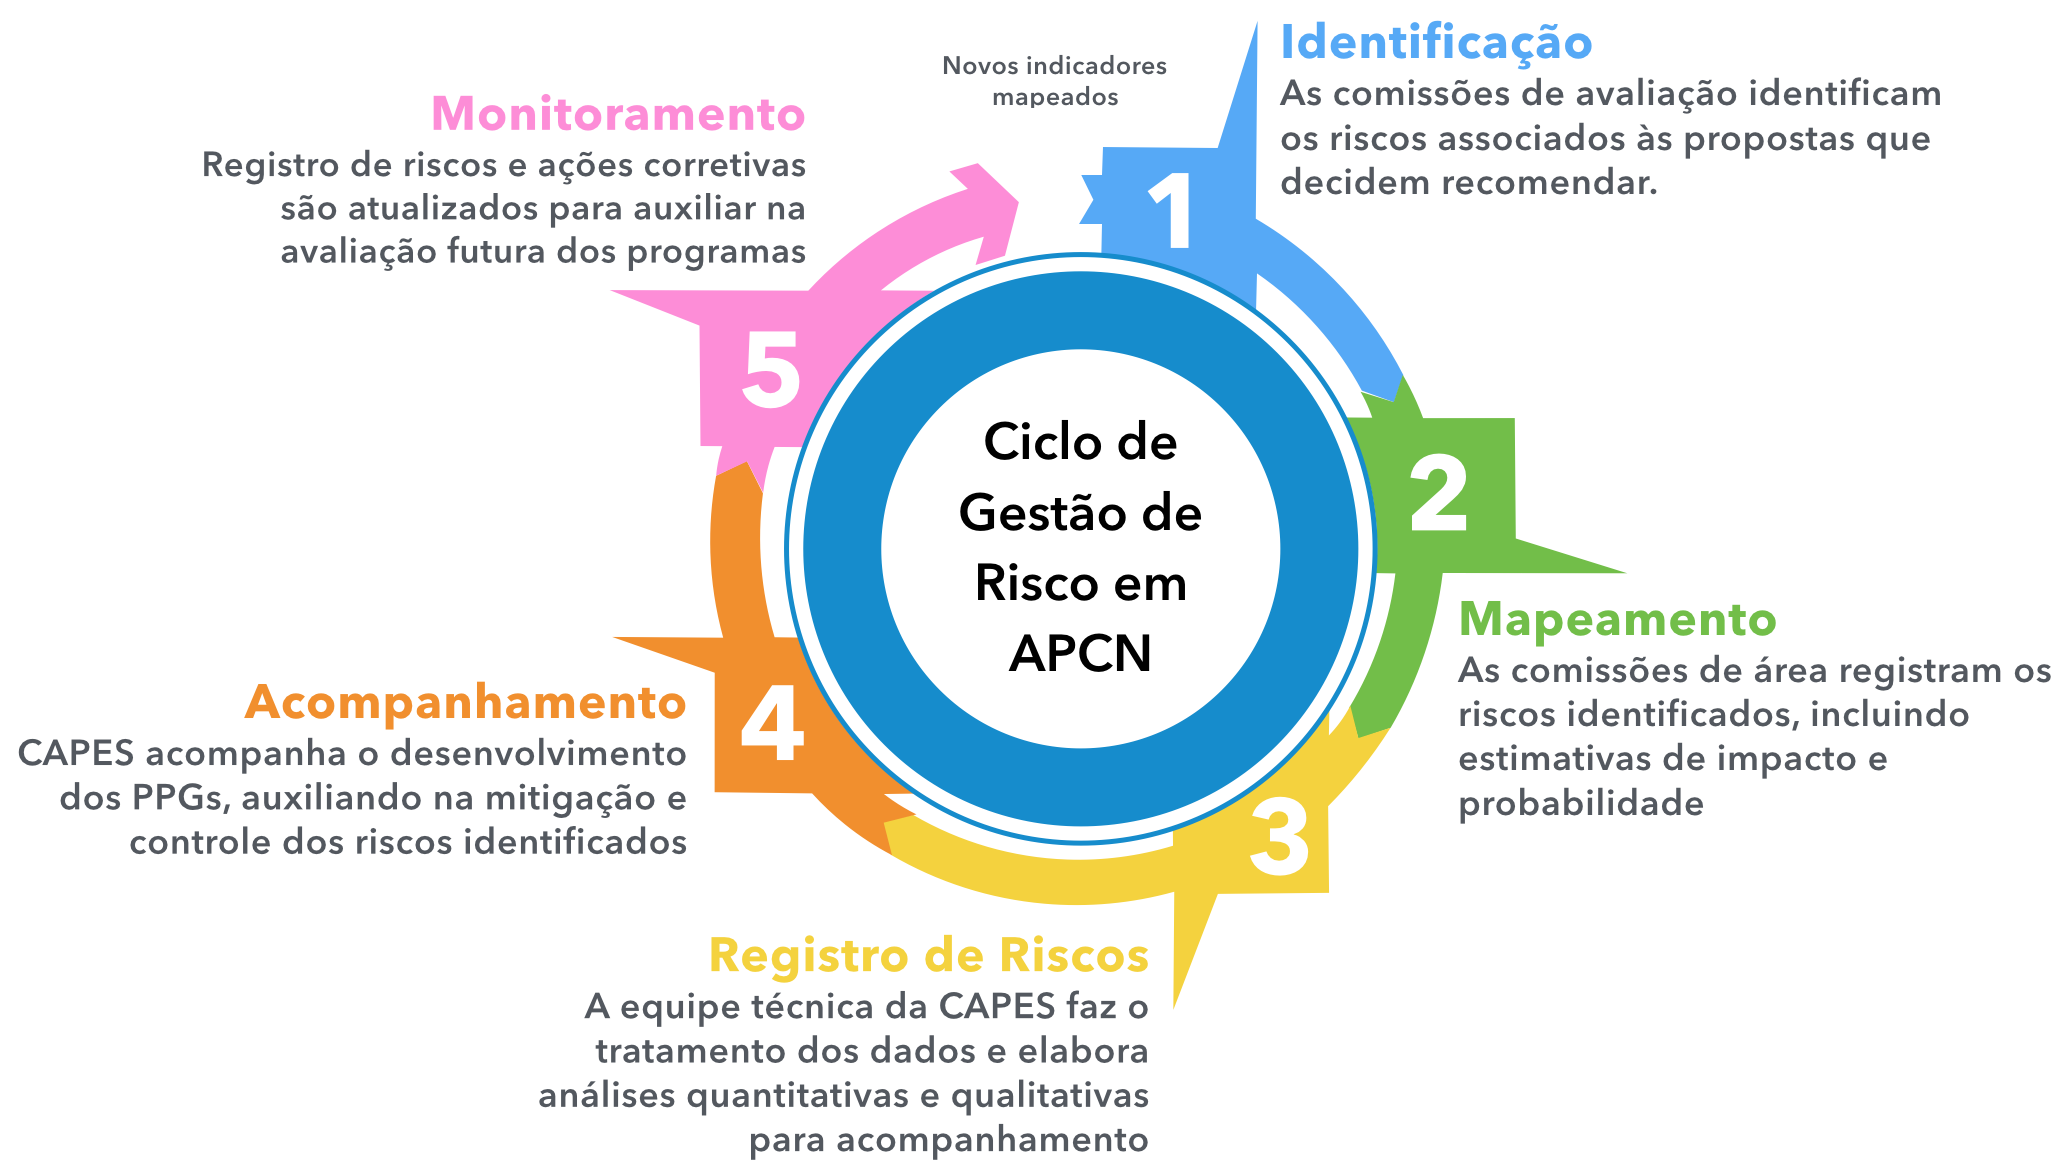 Ciclo de
Gestão de
Risco em
APCN
Novos indicadores
mapeados
1
Identificação
As comissões de avaliação identificam
os riscos associados às propostas que
decidem recomendar.
2
Mapeamento
As comissões de área registram os
riscos identificados, incluindo
estimativas de impacto e
probabilidade
3
Registro de Riscos
A equipe técnica da CAPES faz o
tratamento dos dados e elabora
análises quantitativas e qualitativas
para acompanhamento
4
Acompanhamento
CAPES acompanha o desenvolvimento
dos PPGs, auxiliando na mitigação e
controle dos riscos identificados
5
Monitoramento
Registro de riscos e ações corretivas
são atualizados para auxiliar na
avaliação futura dos programas